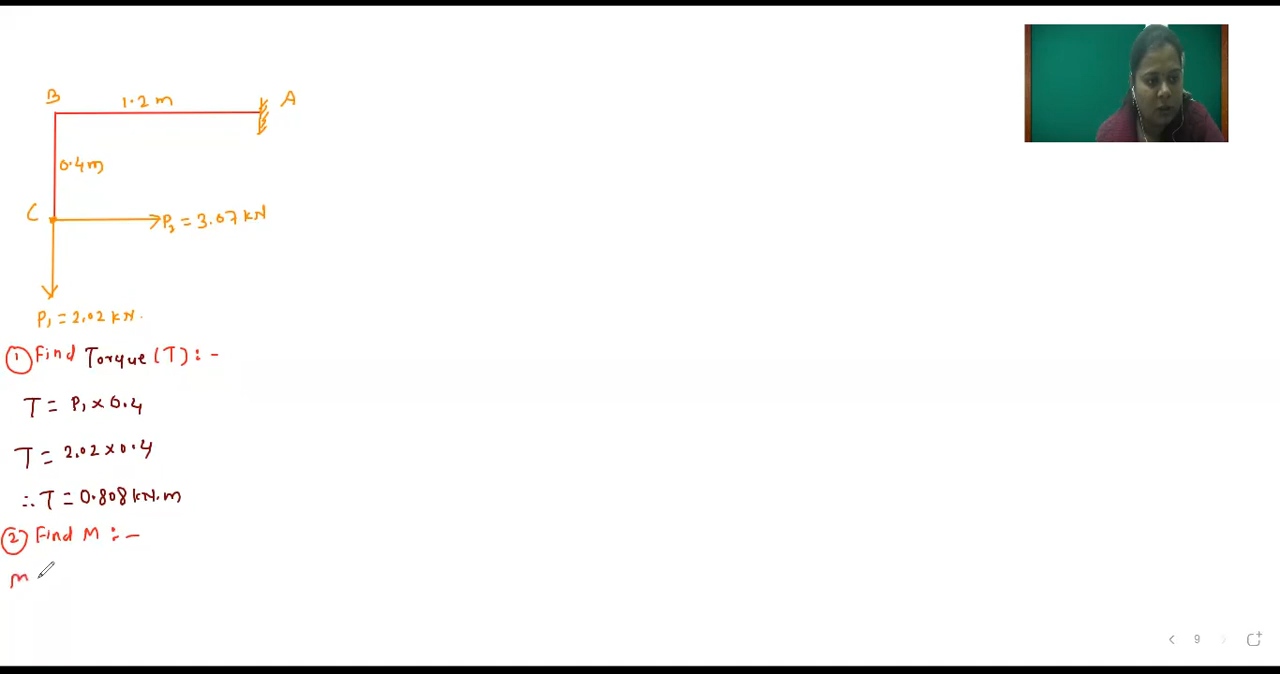 B 1.2 m A
0.4m
C P₂ = 3.07 kN
P₁ = 2.02 kN.
① Find Torque (T) : -
T = P₁ × 0.4
T = 2.02 × 0.4
∴ T = 0.808 kN.m
② Find M : -
M
9